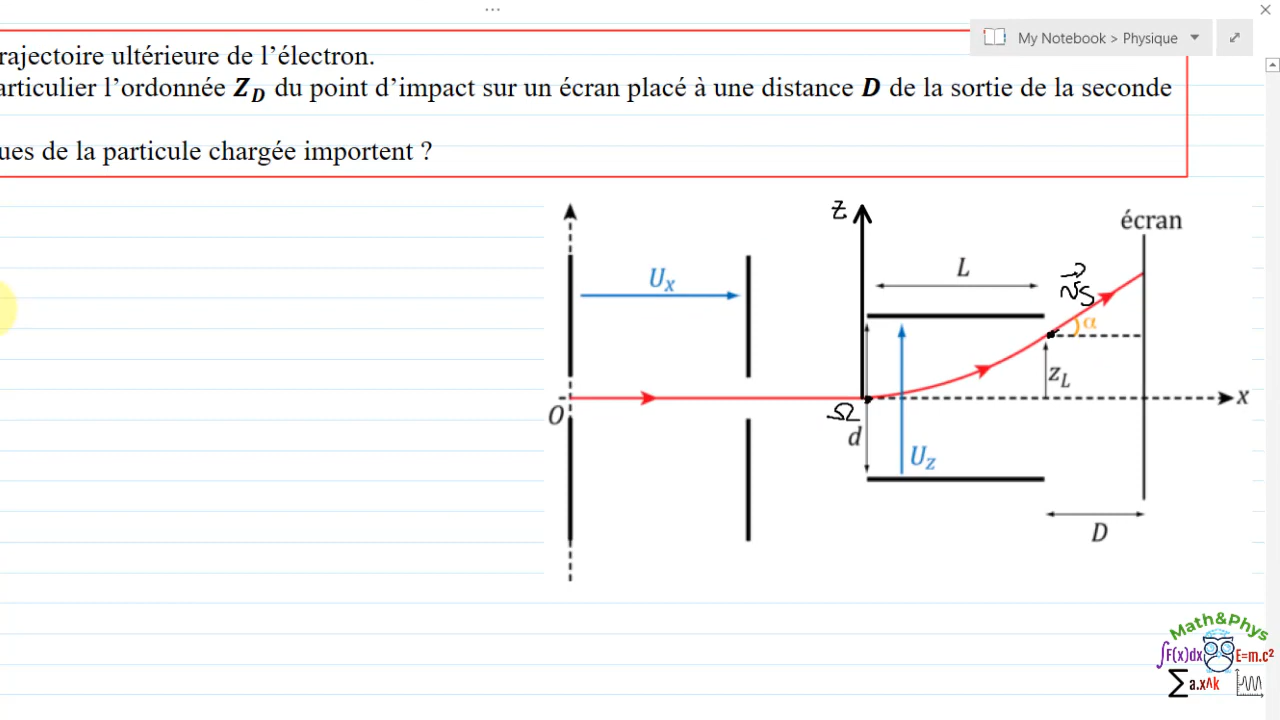 My Notebook > Physique
rajectoire ultérieure de l’électron.
articulier l’ordonnée Z_D du point d’impact sur un écran placé à une distance D de la sortie de la seconde
ues de la particule chargée importent ?
Z
écran
U_x
L
v_S
α
z_L
O
Ω
x
d
U_z
D
Math&Phys
∫F(x)dx E=m.c²
∑ a.x^k